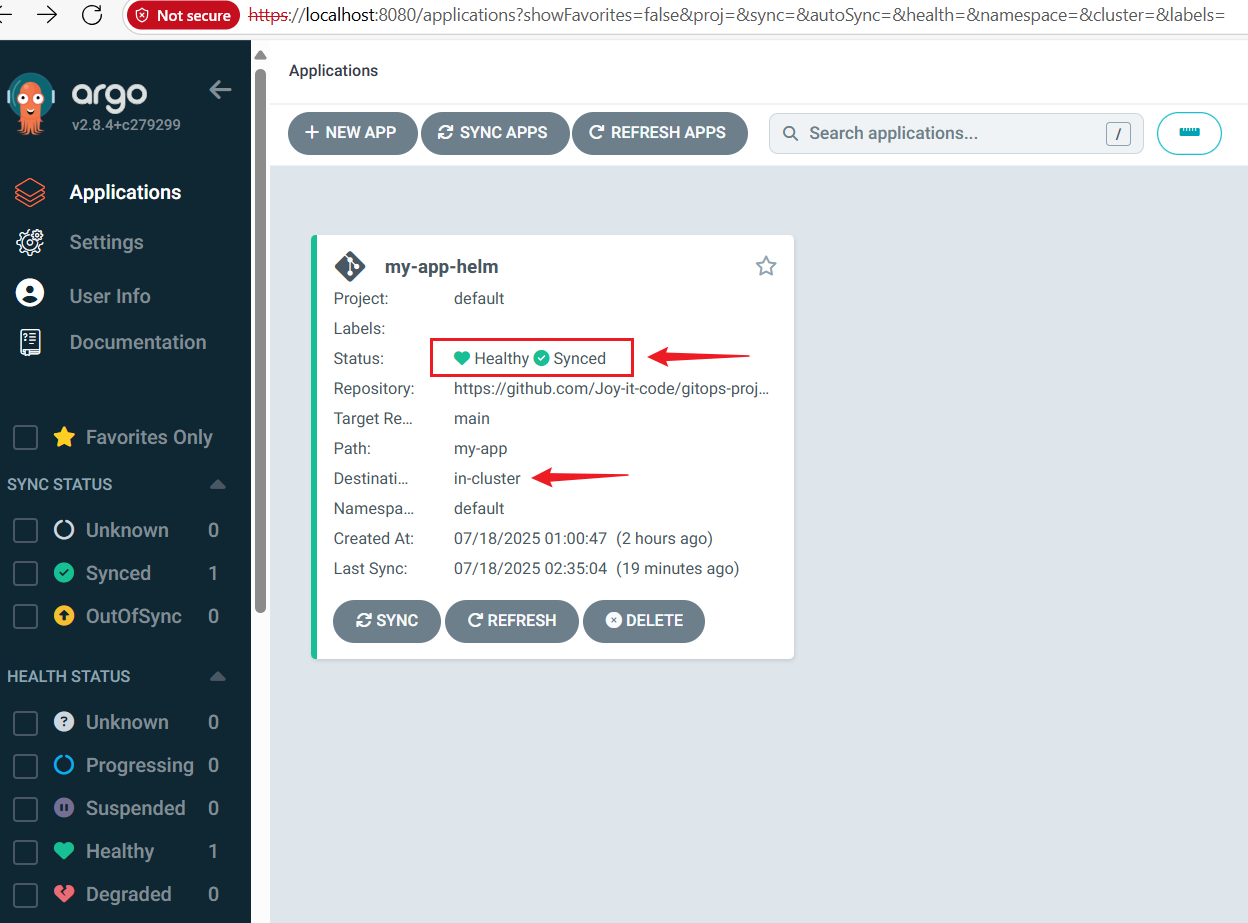 Not secure https://localhost:8080/applications?showFavorites=false&proj=&sync=&autoSync=&health=&namespace=&cluster=&labels=
argo
v2.8.4+c279299
Applications
Settings
User Info
Documentation
Favorites Only
SYNC STATUS
Unknown 0
Synced 1
OutOfSync 0
HEALTH STATUS
Unknown 0
Progressing 0
Suspended 0
Healthy 1
Degraded 0
Applications
+ NEW APP SYNC APPS REFRESH APPS Search applications... /
my-app-helm
Project: default
Labels:
Status: Healthy Synced
Repository: https://github.com/Joy-it-code/gitops-proj...
Target Re... main
Path: my-app
Destinati... in-cluster
Namespa... default
Created At: 07/18/2025 01:00:47 (2 hours ago)
Last Sync: 07/18/2025 02:35:04 (19 minutes ago)
SYNC REFRESH DELETE